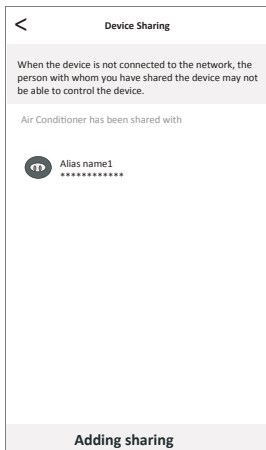 <
Device Sharing
When the device is not connected to the network, the
person with whom you have shared the device may not
be able to control the device.
Air Conditioner has been shared with
Alias name1
************
Adding sharing